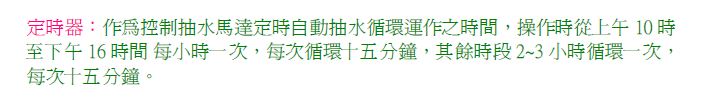 定時器：作為控制抽水馬達定時自動抽水循環運作之時間，操作時從上午 10 時
至下午 16 時間 每小時一次，每次循環十五分鐘，其餘時段 2~3 小時循環一次，
每次十五分鐘。